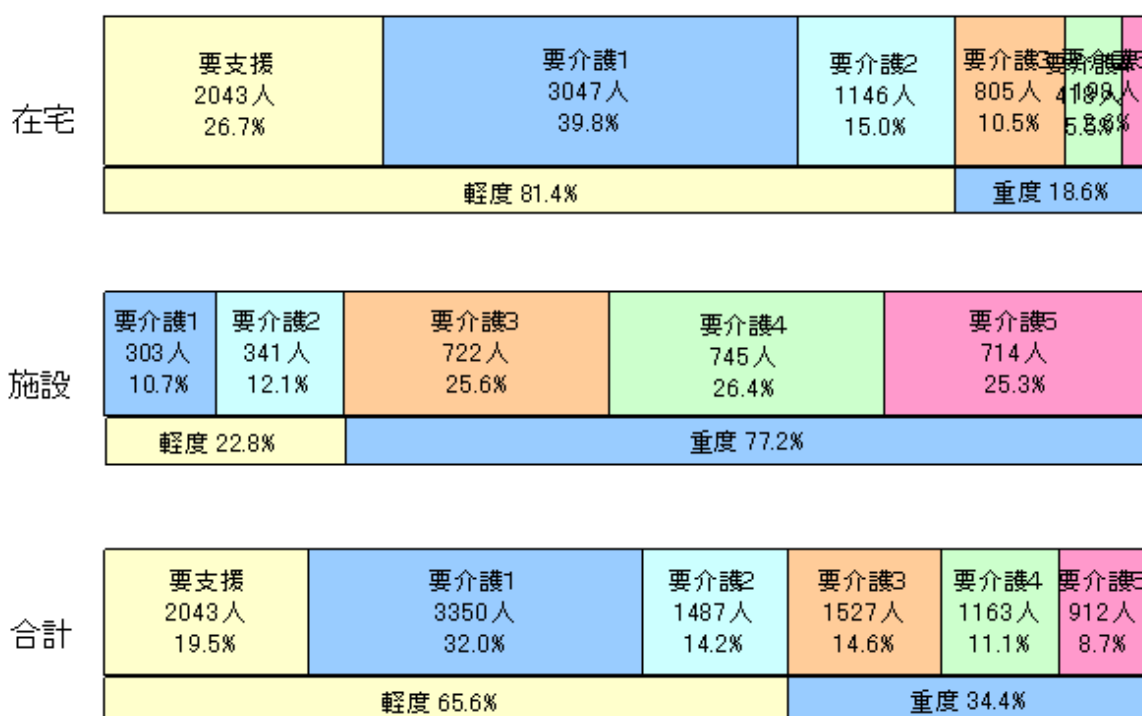 在宅
要支援
2043人
26.7%
要介護1
3047人
39.8%
要介護2
1146人
15.0%
要介護3
805人
10.5%
軽度 81.4%
重度 18.6%
施設
要介護1
303人
10.7%
要介護2
341人
12.1%
要介護3
722人
25.6%
要介護4
745人
26.4%
要介護5
714人
25.3%
軽度 22.8%
重度 77.2%
合計
要支援
2043人
19.5%
要介護1
3350人
32.0%
要介護2
1487人
14.2%
要介護3
1527人
14.6%
要介護4
1163人
11.1%
要介護5
912人
8.7%
軽度 65.6%
重度 34.4%